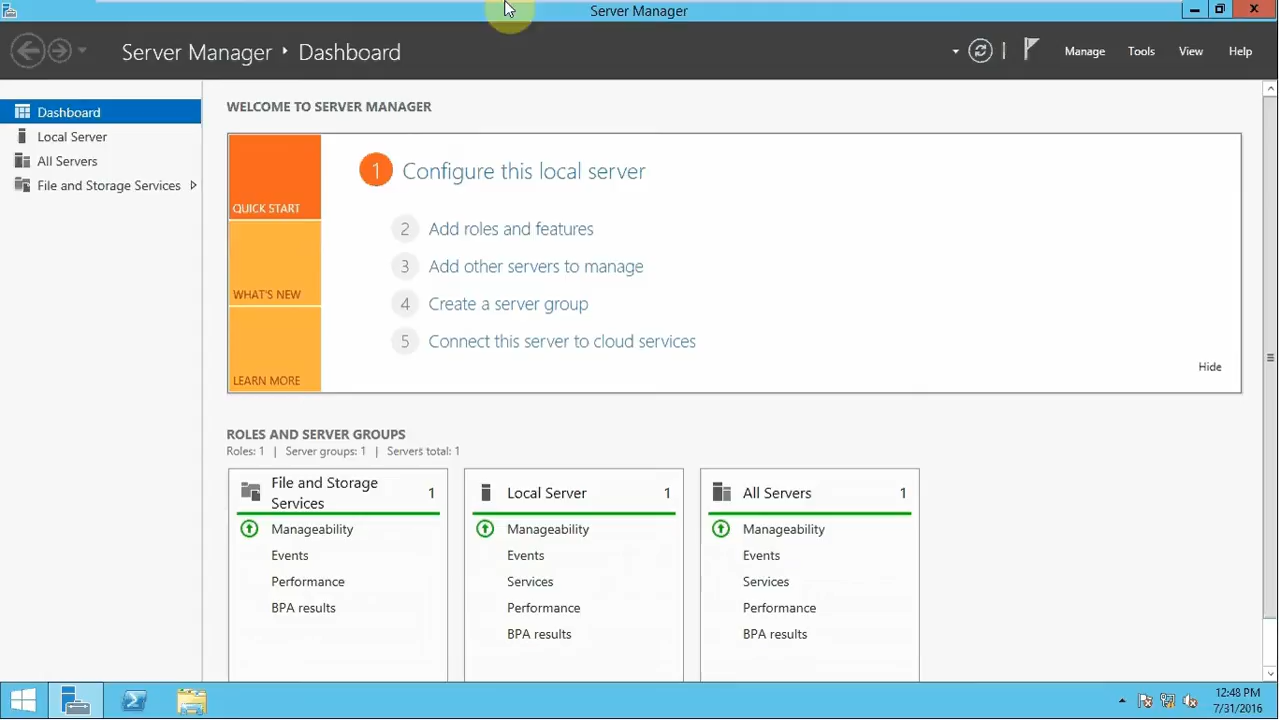 Server Manager
Server Manager ‣ Dashboard
Manage
Tools
View
Help
Dashboard
Local Server
All Servers
File and Storage Services
WELCOME TO SERVER MANAGER
QUICK START
WHAT'S NEW
LEARN MORE
1 Configure this local server
2 Add roles and features
3 Add other servers to manage
4 Create a server group
5 Connect this server to cloud services
Hide
ROLES AND SERVER GROUPS
Roles: 1 | Server groups: 1 | Servers total: 1
File and Storage
Services
1
Manageability
Events
Performance
BPA results
Local Server 1
Manageability
Events
Services
Performance
BPA results
All Servers 1
Manageability
Events
Services
Performance
BPA results
12:48 PM
7/31/2016